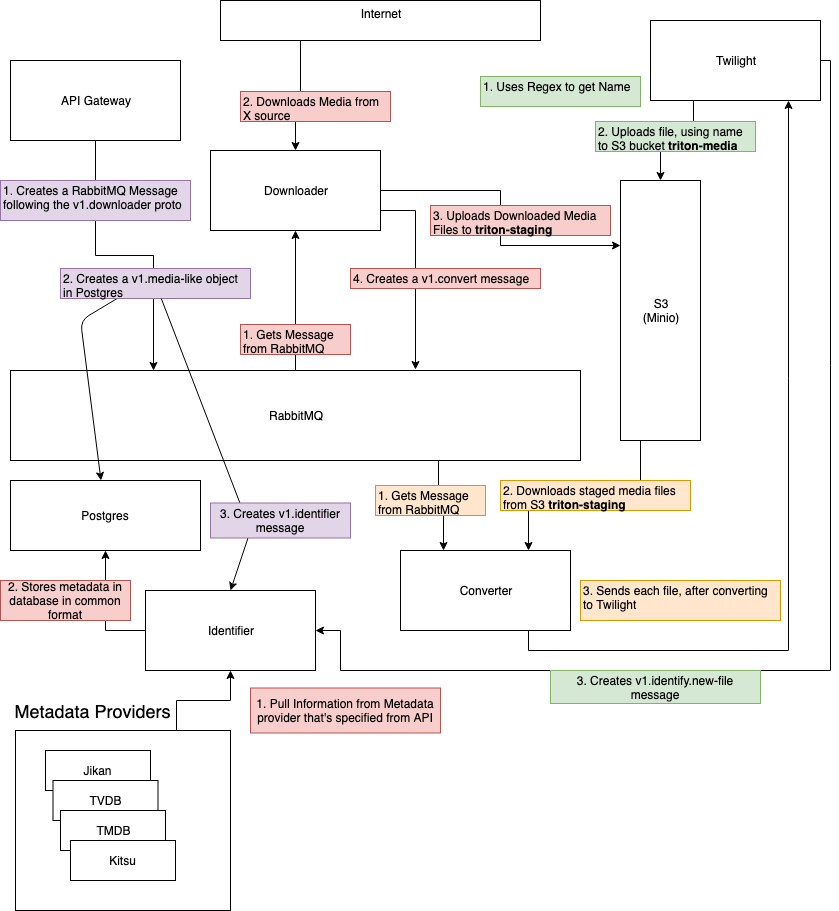 Internet
Twilight
API Gateway
1. Uses Regex to get Name
2. Downloads Media from
X source
2. Uploads file, using name
to S3 bucket triton-media
Downloader
1. Creates a RabbitMQ Message
following the v1.downloader proto
3. Uploads Downloaded Media
Files to triton-staging
2. Creates a v1.media-like object
in Postgres
4. Creates a v1.convert message
S3
(Minio)
1. Gets Message
from RabbitMQ
RabbitMQ
1. Gets Message
from RabbitMQ
2. Downloads staged media files
from S3 triton-staging
Postgres
3. Creates v1.identifier
message
2. Stores metadata in
database in common
format
Identifier
Converter
3. Sends each file, after converting
to Twilight
3. Creates v1.identify.new-file
message
1. Pull Information from Metadata
provider that's specified from API
Metadata Providers
Jikan
TVDB
TMDB
Kitsu